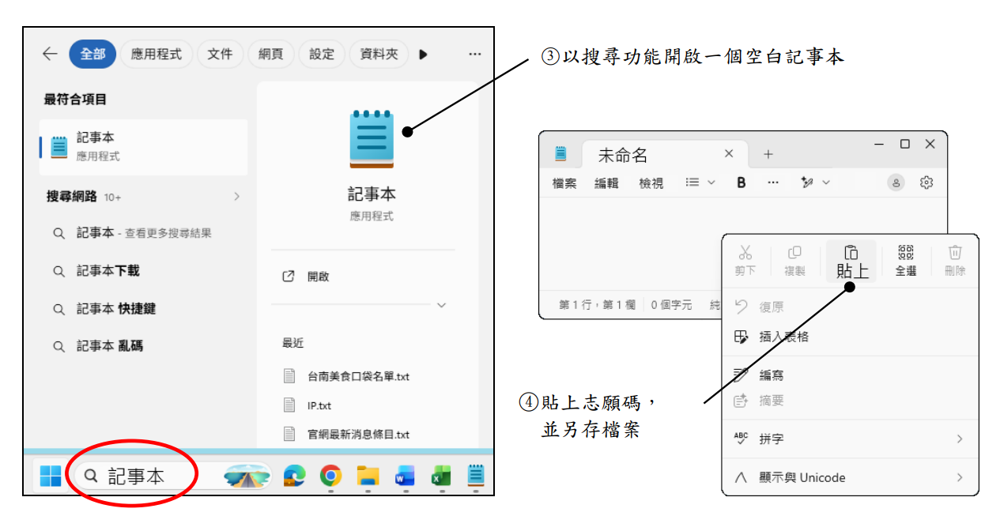 全部 應用程式 文件 網頁 設定 資料夾 ...
最符合項目
記事本
應用程式
搜尋網路 10+
記事本 - 查看更多搜尋結果
記事本下載
記事本 快捷鍵
記事本 亂碼
記事本
應用程式
開啟
最近
台南美食口袋名單.txt
IP.txt
官網最新消息條目.txt
記事本
③以搜尋功能開啟一個空白記事本
未命名
檔案 編輯 檢視 B ...
第 1 行，第 1 欄 0 個字元 純
剪下 複製 貼上 全選 刪除
復原
插入表格
編寫
摘要
ABC 拼字
顯示與 Unicode
④貼上志願碼，
並另存檔案